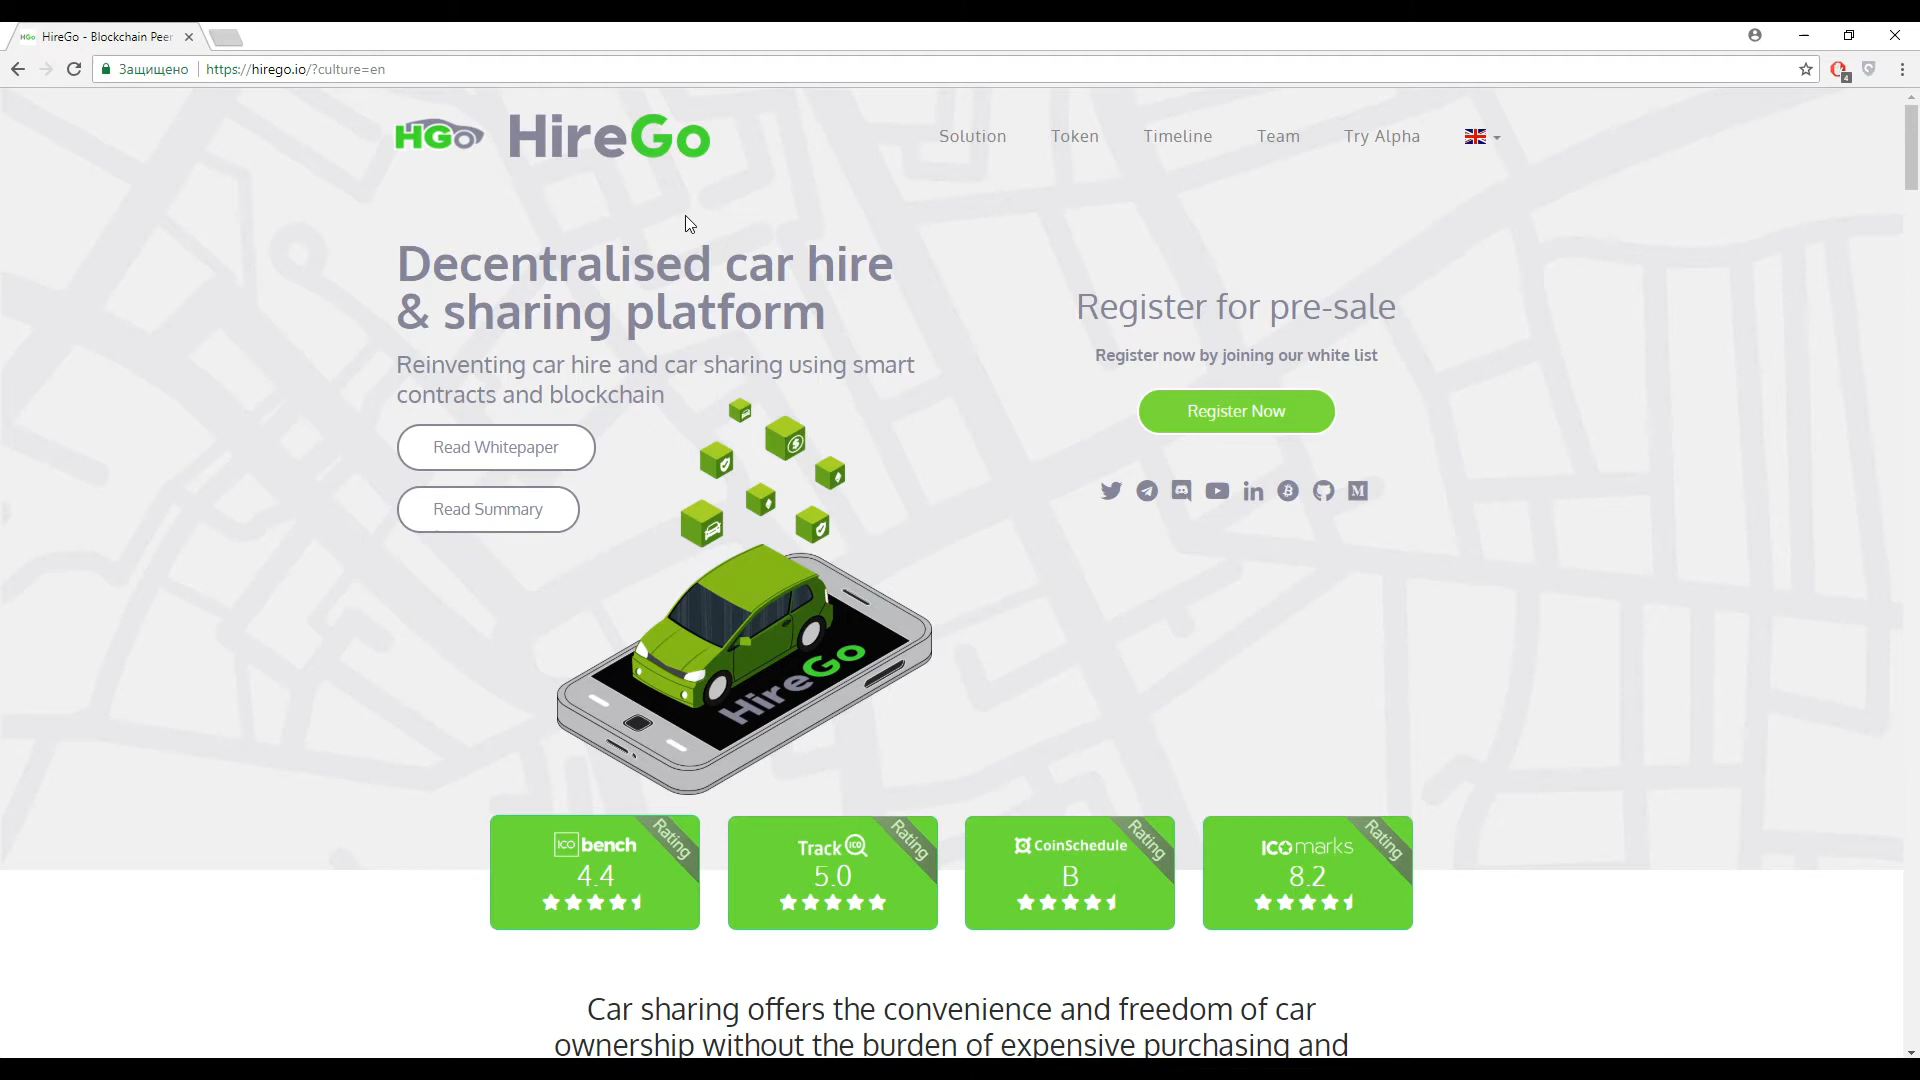 HGo HireGo - Blockchain Peer
Защищено https://hirego.io/?culture=en
4
HGo HireGo
Solution Token Timeline Team Try Alpha
Decentralised car hire
& sharing platform
Reinventing car hire and car sharing using smart
contracts and blockchain
Read Whitepaper
Read Summary
Register for pre-sale
Register now by joining our white list
Register Now
HireGo
ICO bench Rating
4.4
Track ICO Rating
5.0
CoinSchedule Rating
B
ICOmarks Rating
8.2
Car sharing offers the convenience and freedom of car
ownership without the burden of expensive purchasing and